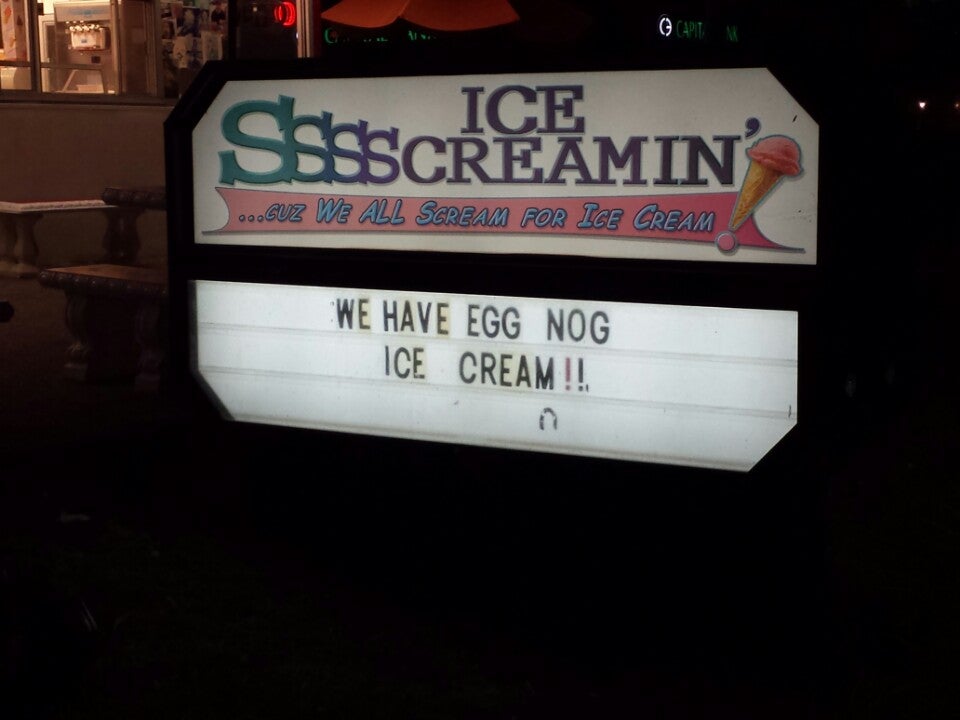 ICE
SSSSCREAMIN'
...CUZ WE ALL SCREAM FOR ICE CREAM
WE HAVE EGG NOG
ICE CREAM!!